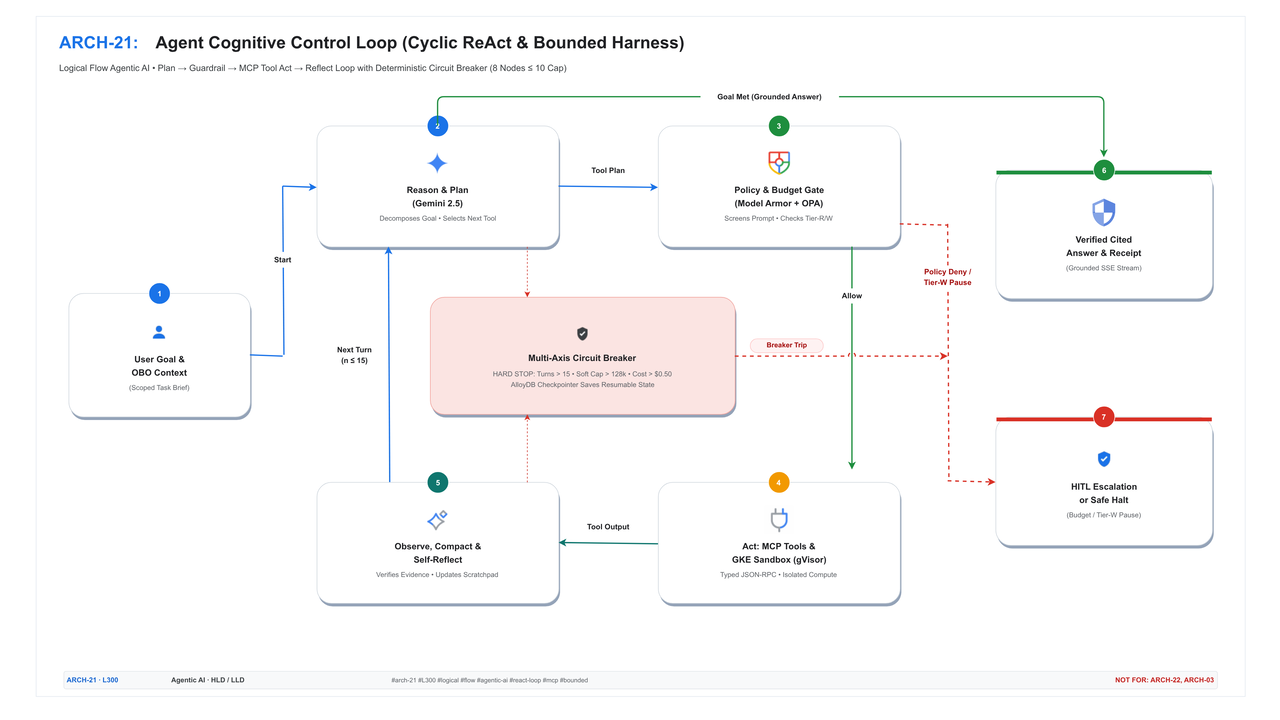 ARCH-21: Agent Cognitive Control Loop (Cyclic ReAct & Bounded Harness)
Logical Flow Agentic AI • Plan → Guardrail → MCP Tool Act → Reflect Loop with Deterministic Circuit Breaker (8 Nodes ≤ 10 Cap)
Goal Met (Grounded Answer)
2
Reason & Plan
(Gemini 2.5)
Decomposes Goal • Selects Next Tool
Tool Plan
3
Policy & Budget Gate
(Model Armor + OPA)
Screens Prompt • Checks Tier-R/W
6
Verified Cited
Answer & Receipt
(Grounded SSE Stream)
Start
Policy Deny /
Tier-W Pause
Allow
1
User Goal &
OBO Context
(Scoped Task Brief)
Next Turn
(n ≤ 15)
Multi-Axis Circuit Breaker
HARD STOP: Turns > 15 • Soft Cap > 128k • Cost > $0.50
AlloyDB Checkpointer Saves Resumable State
Breaker Trip
7
HITL Escalation
or Safe Halt
(Budget / Tier-W Pause)
5
Observe, Compact &
Self-Reflect
Verifies Evidence • Updates Scratchpad
Tool Output
4
Act: MCP Tools &
GKE Sandbox (gVisor)
Typed JSON-RPC • Isolated Compute
ARCH-21 · L300
Agentic AI · HLD / LLD
#arch-21 #L300 #logical #flow #agentic-ai #react-loop #mcp #bounded
NOT FOR: ARCH-22, ARCH-03